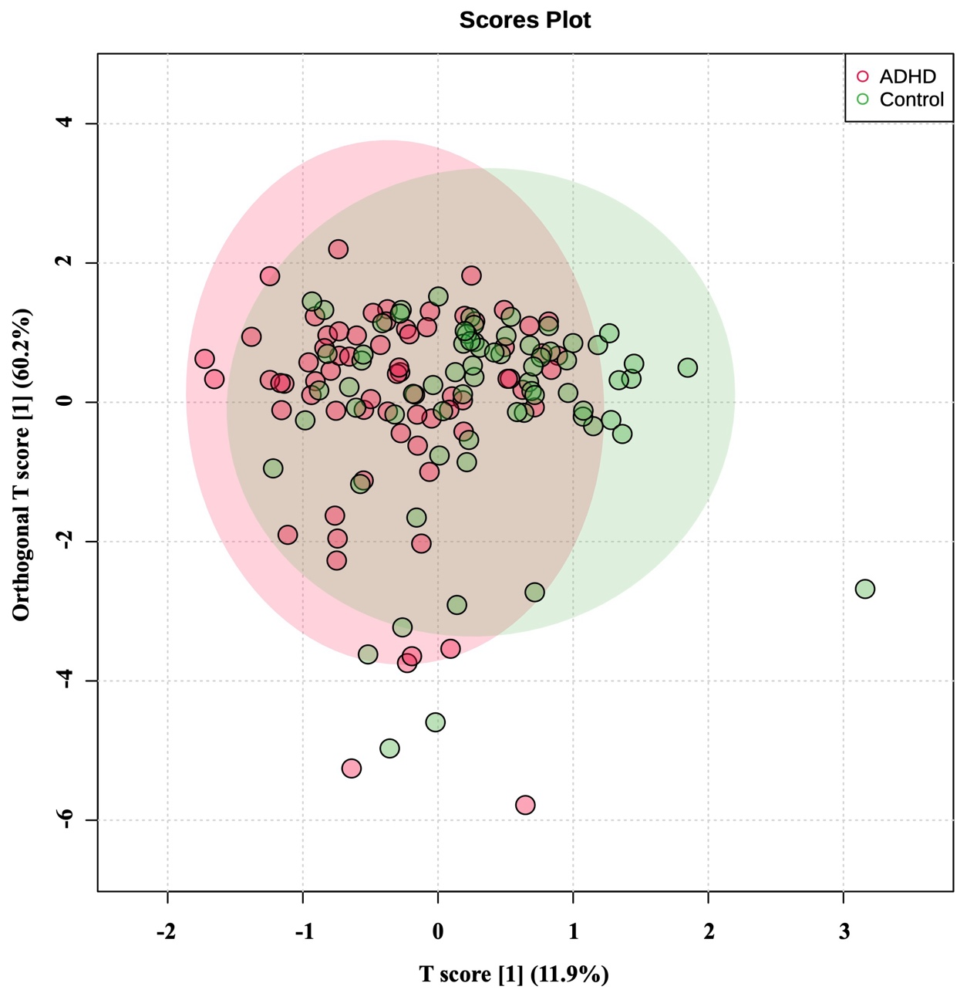 Scores Plot
ADHD
Control
4
2
0
-2
-4
-6
Orthogonal T score [1] (60.2%)
-2 -1 0 1 2 3
T score [1] (11.9%)